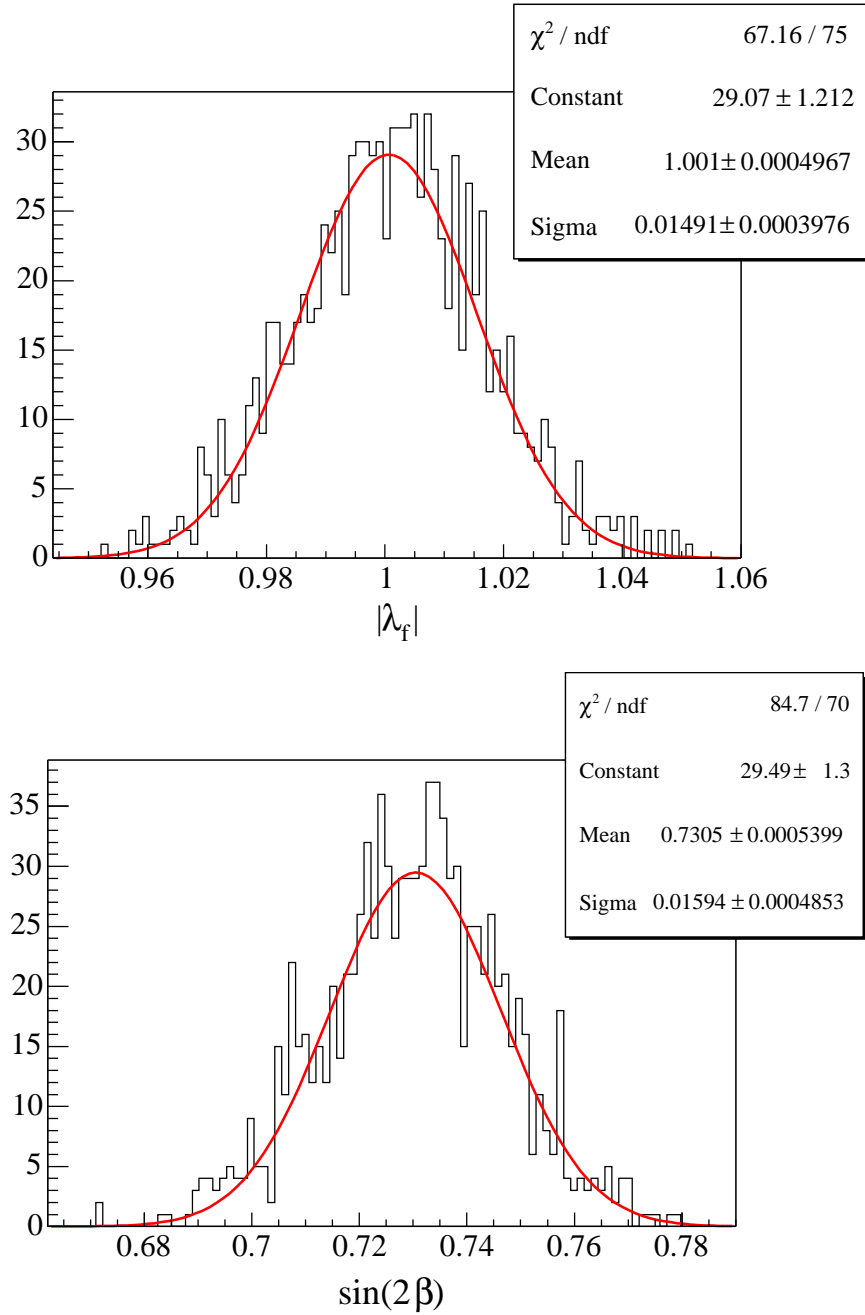 χ² / ndf 67.16 / 75
Constant 29.07 ± 1.212
Mean 1.001± 0.0004967
Sigma 0.01491± 0.0003976
30
25
20
15
10
5
0
0.96 0.98 1 1.02 1.04 1.06
|λf|
χ² / ndf 84.7 / 70
Constant 29.49 ± 1.3
Mean 0.7305 ± 0.0005399
Sigma 0.01594 ± 0.0004853
35
30
25
20
15
10
5
0
0.68 0.7 0.72 0.74 0.76 0.78
sin(2β)